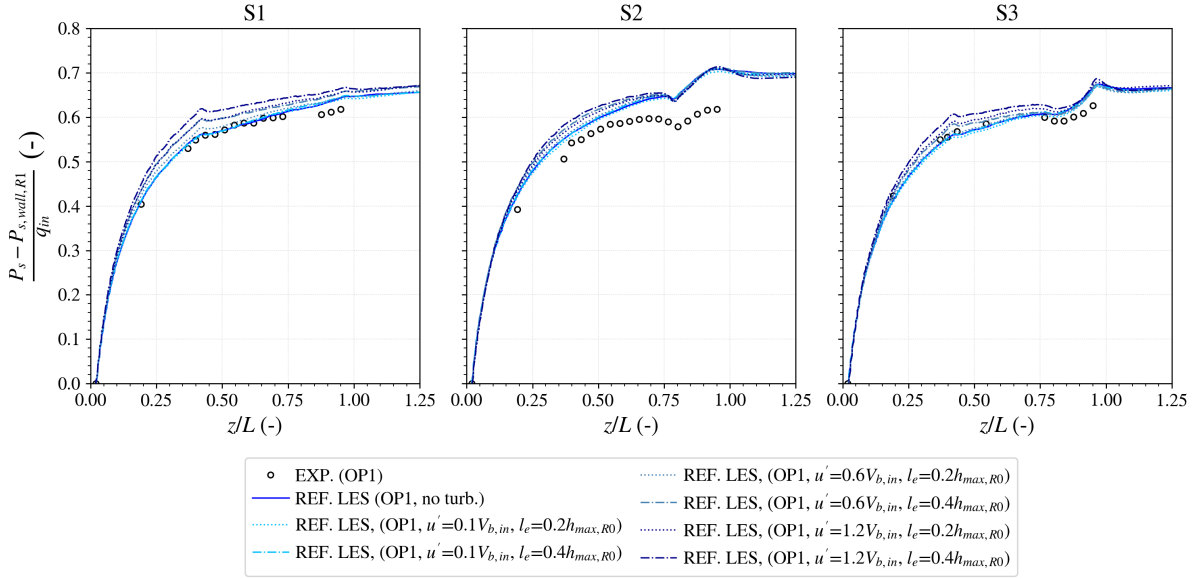 S1 S2 S3
0.8
0.7
0.6
0.5
0.4
0.3
0.2
0.1
0.0
P_s − P_{s,wall,R1} / q_{in} (-)
0.00 0.25 0.50 0.75 1.00 1.25 0.00 0.25 0.50 0.75 1.00 1.25 0.00 0.25 0.50 0.75 1.00 1.25
z/L (-) z/L (-) z/L (-)
EXP. (OP1)
REF. LES (OP1, no turb.)
REF. LES, (OP1, u′=0.1V_{b,in}, l_e=0.2h_{max,R0})
REF. LES, (OP1, u′=0.1V_{b,in}, l_e=0.4h_{max,R0})
REF. LES, (OP1, u′=0.6V_{b,in}, l_e=0.2h_{max,R0})
REF. LES, (OP1, u′=0.6V_{b,in}, l_e=0.4h_{max,R0})
REF. LES, (OP1, u′=1.2V_{b,in}, l_e=0.2h_{max,R0})
REF. LES, (OP1, u′=1.2V_{b,in}, l_e=0.4h_{max,R0})